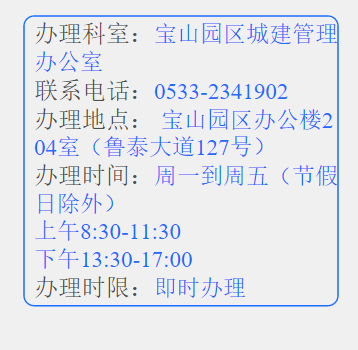 办理科室：宝山园区城建管理
办公室
联系电话：0533-2341902
办理地点： 宝山园区办公楼2
04室（鲁泰大道127号）
办理时间：周一到周五（节假
日除外）
上午8:30-11:30
下午13:30-17:00
办理时限：即时办理